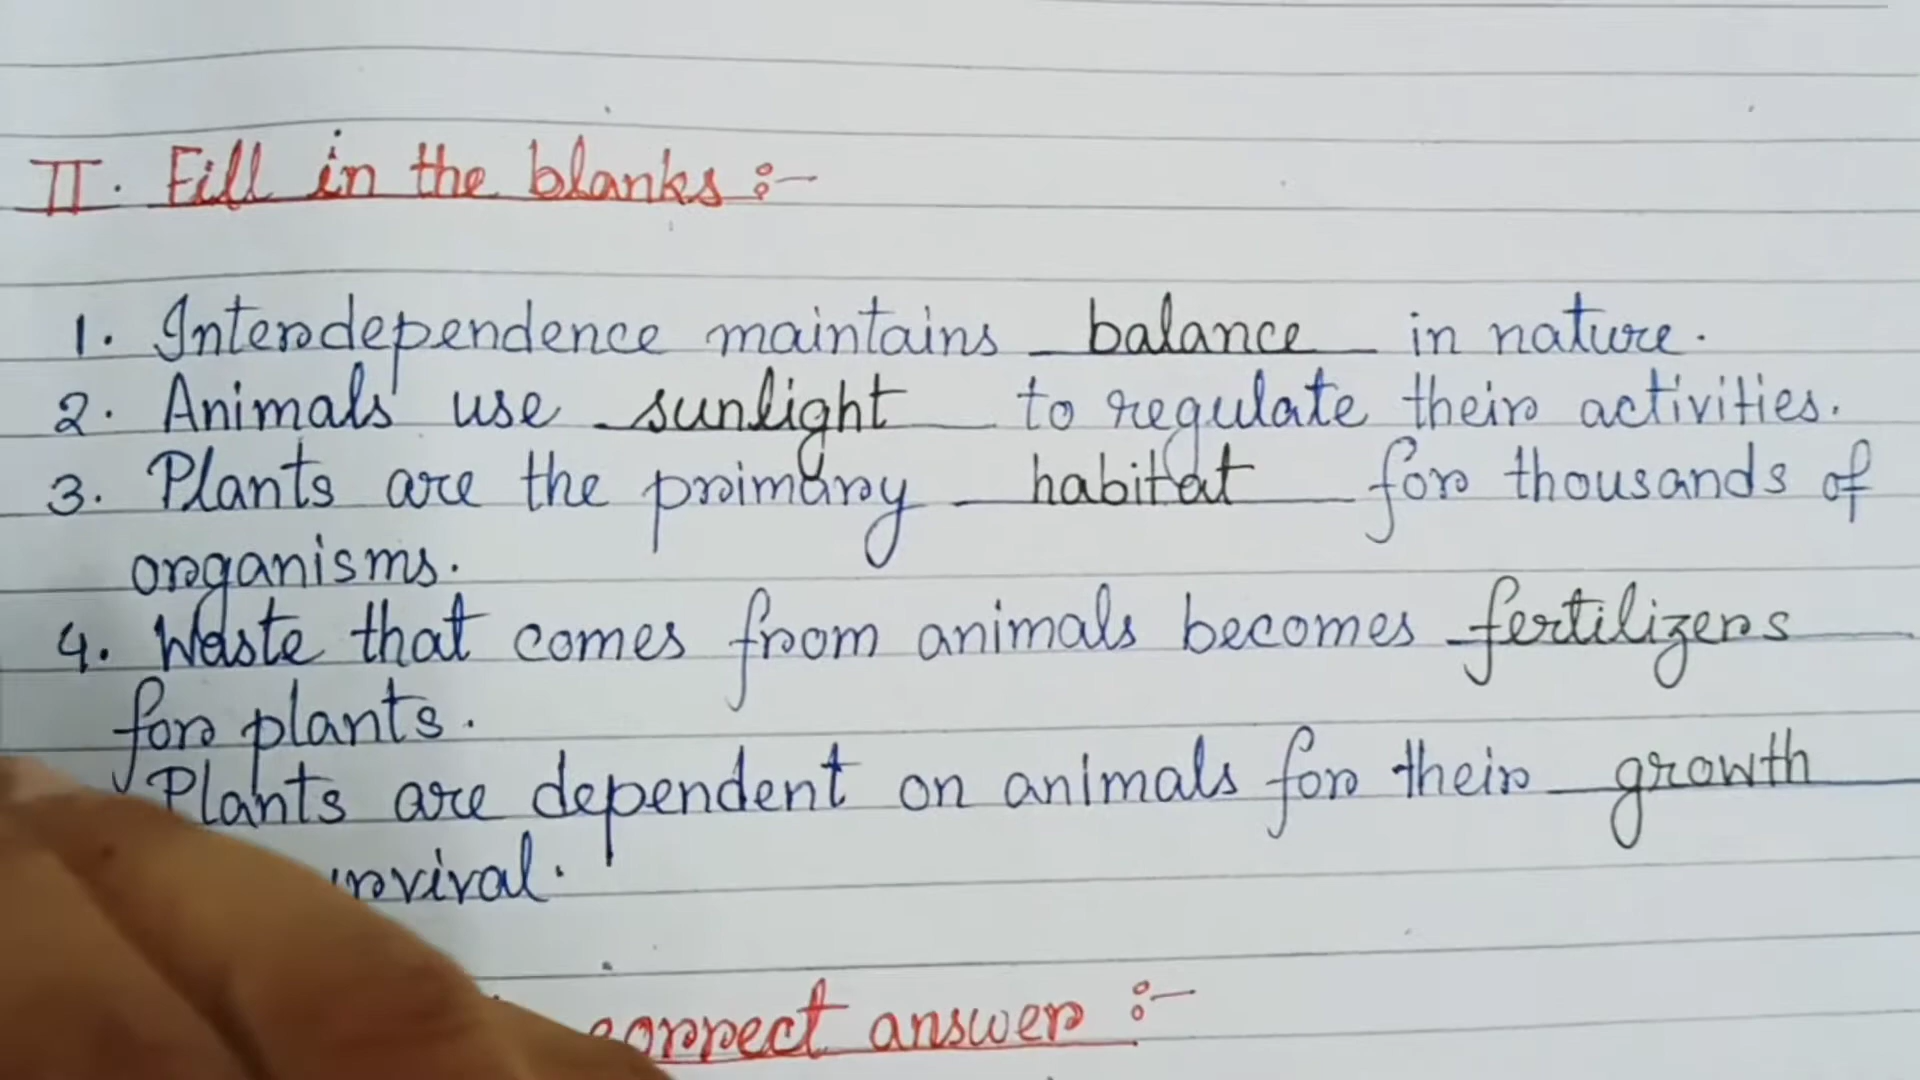 II. Fill in the blanks :-
1. Interdependence maintains balance in nature.
2. Animals use sunlight to regulate their activities.
3. Plants are the primary habitat for thousands of
organisms.
4. Waste that comes from animals becomes fertilizers
for plants.
Plants are dependent on animals for their growth
correct answer :-